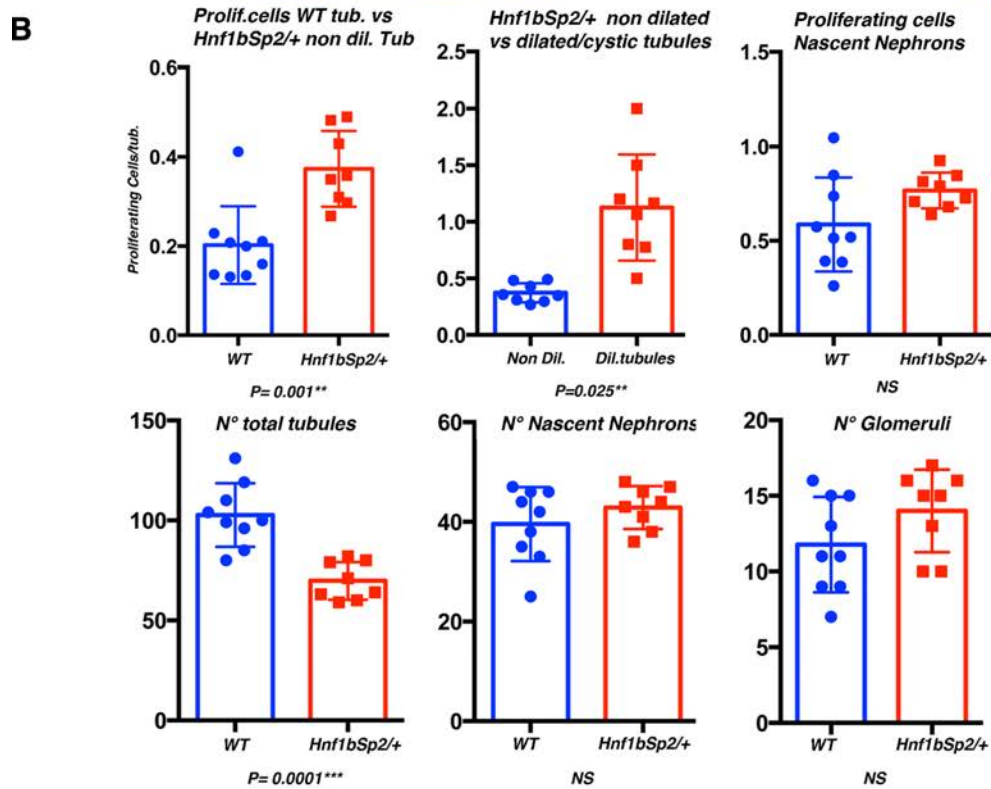 B
Prolif.cells WT tub. vs
Hnf1bSp2/+ non dil. Tub
Proliferating Cells/tub.
0.6
0.4
0.2
0.0
WT
Hnf1bSp2/+
P= 0.001**
Hnf1bSp2/+ non dilated
vs dilated/cystic tubules
2.5
2.0
1.5
1.0
0.5
0.0
Non Dil.
Dil.tubules
P=0.025**
Proliferating cells
Nascent Nephrons
1.5
1.0
0.5
0.0
WT
Hnf1bSp2/+
NS
N° total tubules
150
100
50
0
WT
Hnf1bSp2/+
P= 0.0001***
N° Nascent Nephrons
60
40
20
0
WT
Hnf1bSp2/+
NS
N° Glomeruli
20
15
10
5
0
WT
Hnf1bSp2/+
NS